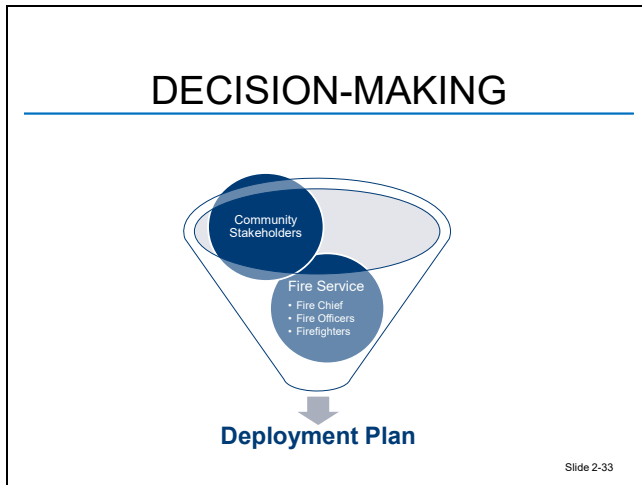 DECISION-MAKING
Community
Stakeholders
Fire Service
• Fire Chief
• Fire Officers
• Firefighters
Deployment Plan
Slide 2-33